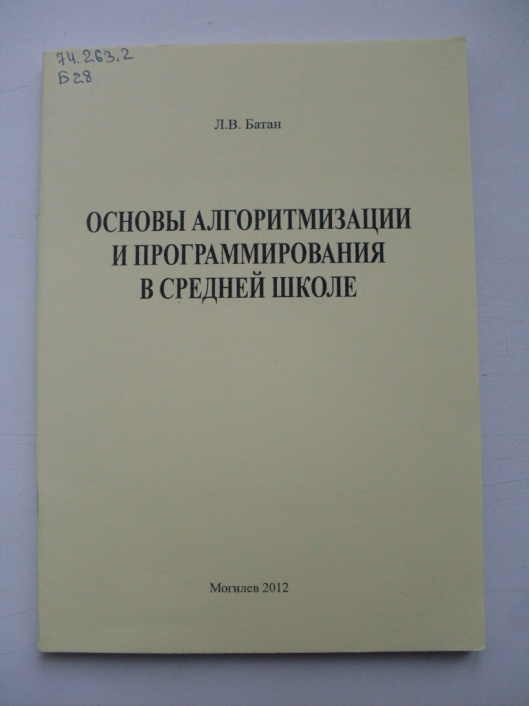 74.263.2
Б28
Л.В. Батан
ОСНОВЫ АЛГОРИТМИЗАЦИИ
И ПРОГРАММИРОВАНИЯ
В СРЕДНЕЙ ШКОЛЕ
Могилев 2012